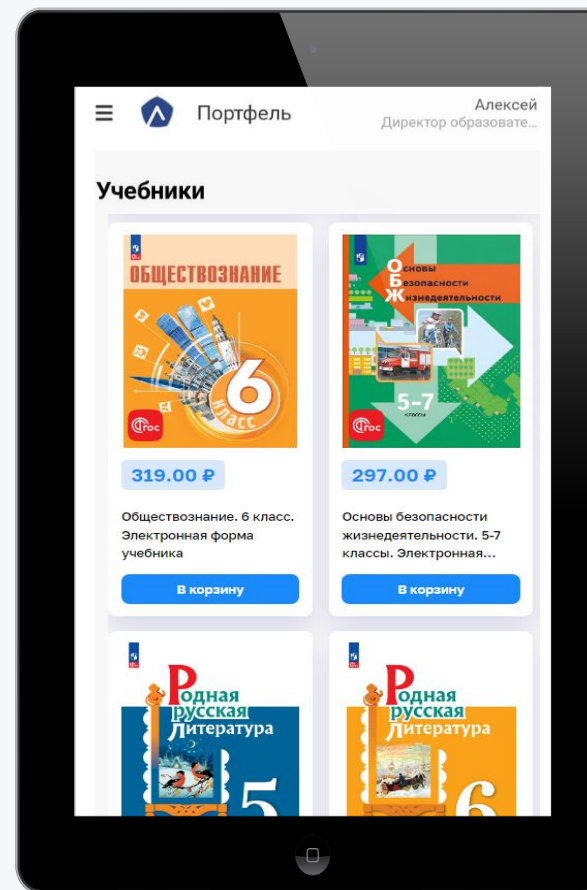 Портфель
Алексей
Директор образовате...
Учебники
ОБЩЕСТВОЗНАНИЕ
6
класс
ФГОС
319.00 ₽
Обществознание. 6 класс.
Электронная форма
учебника
В корзину
Основы
Безопасности
Жизнедеятельности
5-7
классы
ФГОС
297.00 ₽
Основы безопасности
жизнедеятельности. 5-7
классы. Электронная...
В корзину
Родная
русская
Литература
5
Родная
русская
Литература
6